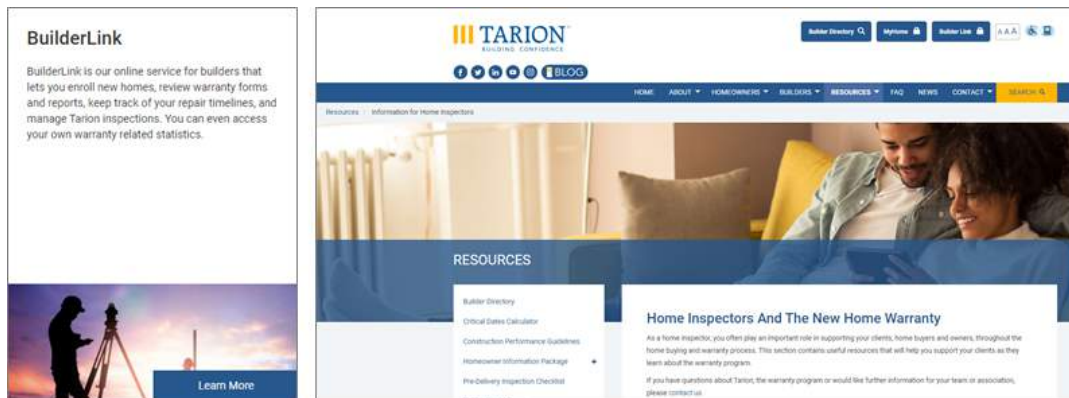 BuilderLink
BuilderLink is our online service for builders that
lets you enroll new homes, review warranty forms
and reports, keep track of your repair timelines, and
manage Tarion inspections. You can even access
your own warranty related statistics.
Learn More
TARION
BUILDING CONFIDENCE
Builder Directory
MyHome
Builder Link
A A A
BLOG
HOME ABOUT HOMEOWNERS BUILDERS RESOURCES FAQ NEWS CONTACT SEARCH
Resources Information for Home Inspectors
RESOURCES
Builder Directory
Critical Dates Calculator
Construction Performance Guidelines
Homeowner Information Package +
Pre-Delivery Inspection Checklist
Home Inspectors And The New Home Warranty
As a home inspector, you often play an important role in supporting your clients, home buyers and owners, throughout the
home buying and warranty process. This section contains useful resources that will help you support your clients as they
learn about the warranty program.
If you have questions about Tarion, the warranty program or would like further information for your team or association,
please contact us